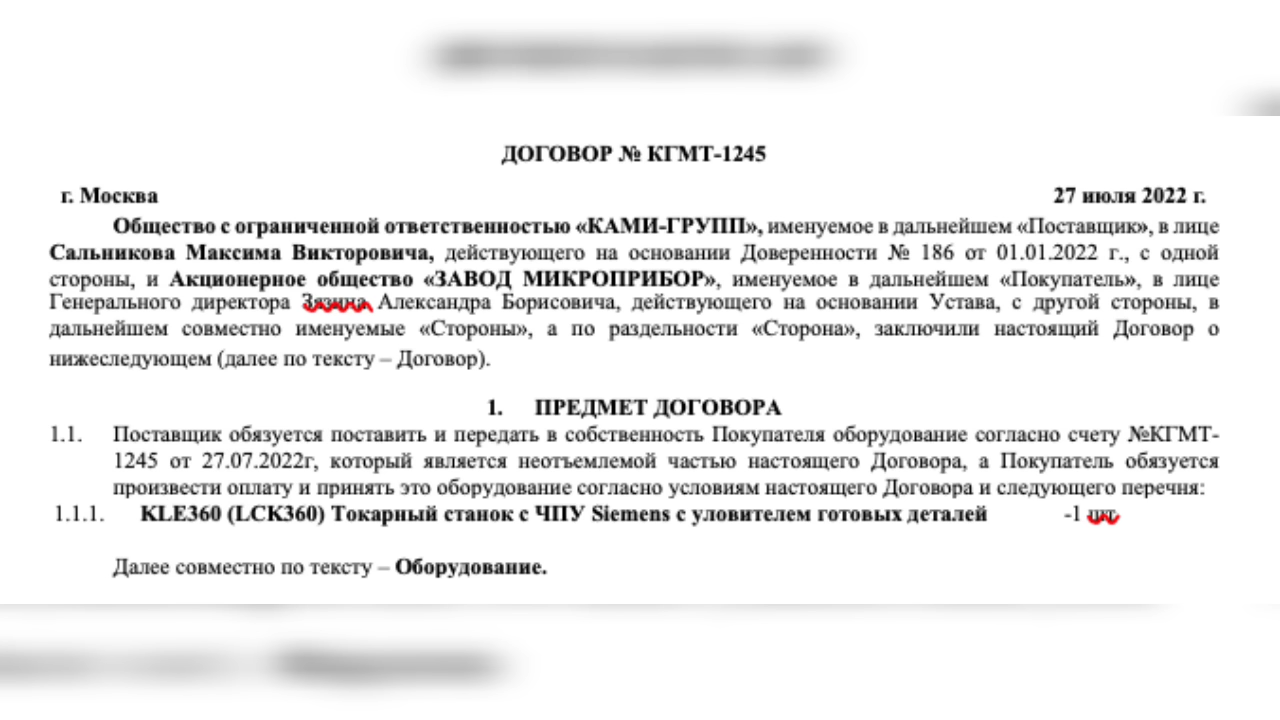 ДОГОВОР № КГМТ-1245
г. Москва 27 июля 2022 г.
Общество с ограниченной ответственностью «КАМИ-ГРУПП», именуемое в дальнейшем «Поставщик», в лице
Сальникова Максима Викторовича, действующего на основании Доверенности № 186 от 01.01.2022 г., с одной
стороны, и Акционерное общество «ЗАВОД МИКРОПРИБОР», именуемое в дальнейшем «Покупатель», в лице
Генерального директора Александра Борисовича, действующего на основании Устава, с другой стороны, в
дальнейшем совместно именуемые «Стороны», а по раздельности «Сторона», заключили настоящий Договор о
нижеследующем (далее по тексту – Договор).
1. ПРЕДМЕТ ДОГОВОРА
1.1. Поставщик обязуется поставить и передать в собственность Покупателя оборудование согласно счету №КГМТ-
1245 от 27.07.2022г, который является неотъемлемой частью настоящего Договора, а Покупатель обязуется
произвести оплату и принять это оборудование согласно условиям настоящего Договора и следующего перечня:
1.1.1. KLE360 (LCK360) Токарный станок с ЧПУ Siemens с уловителем готовых деталей -1 шт.
Далее совместно по тексту – Оборудование.